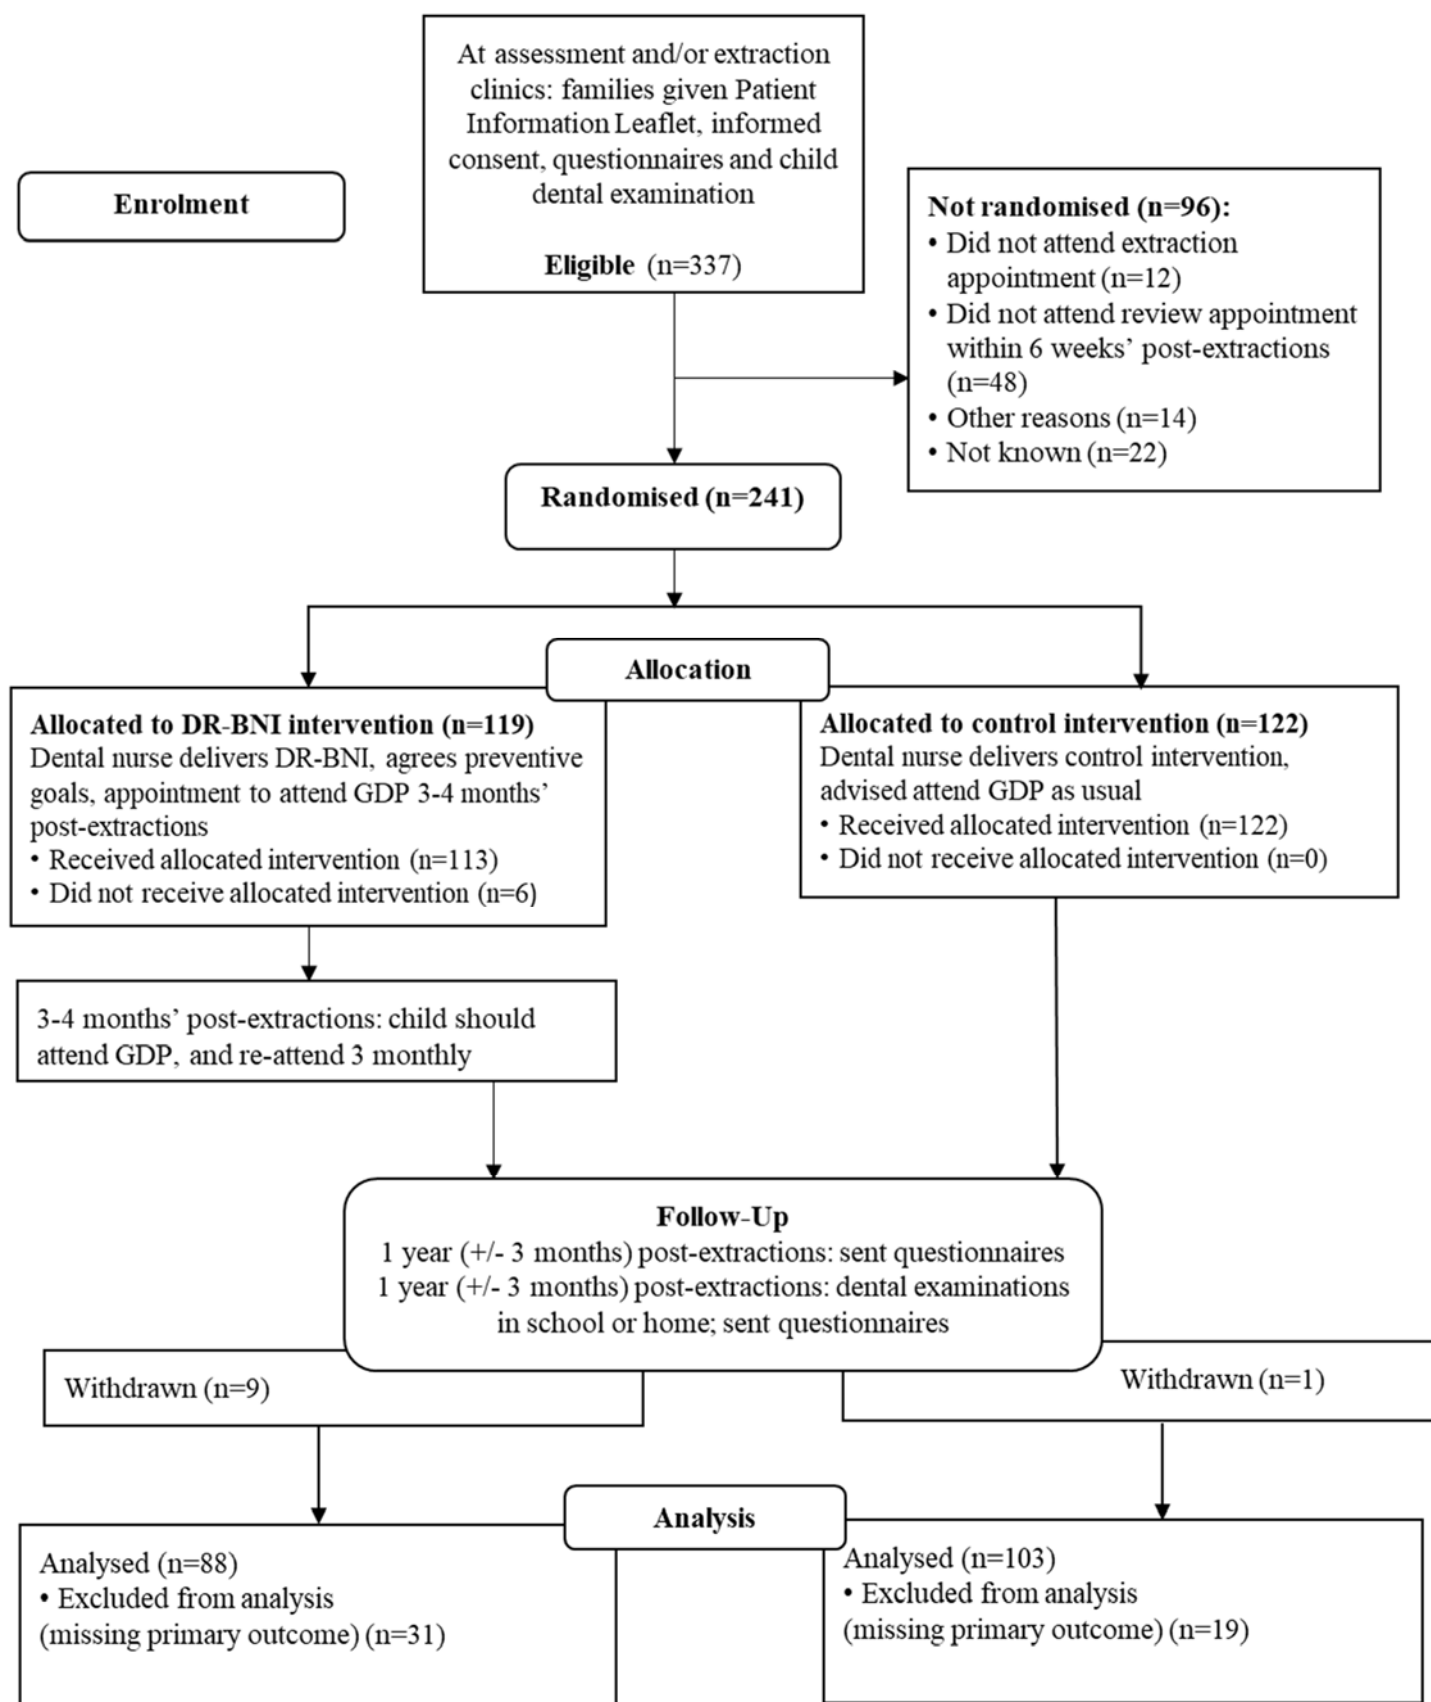 At assessment and/or extraction
clinics: families given Patient
Information Leaflet, informed
consent, questionnaires and child
dental examination
Eligible (n=337)
Enrolment
Not randomised (n=96):
• Did not attend extraction
appointment (n=12)
• Did not attend review appointment
within 6 weeks’ post-extractions
(n=48)
• Other reasons (n=14)
• Not known (n=22)
Randomised (n=241)
Allocation
Allocated to DR-BNI intervention (n=119)
Dental nurse delivers DR-BNI, agrees preventive
goals, appointment to attend GDP 3-4 months’
post-extractions
• Received allocated intervention (n=113)
• Did not receive allocated intervention (n=6)
Allocated to control intervention (n=122)
Dental nurse delivers control intervention,
advised attend GDP as usual
• Received allocated intervention (n=122)
• Did not receive allocated intervention (n=0)
3-4 months’ post-extractions: child should
attend GDP, and re-attend 3 monthly
Follow-Up
1 year (+/- 3 months) post-extractions: sent questionnaires
1 year (+/- 3 months) post-extractions: dental examinations
in school or home; sent questionnaires
Withdrawn (n=9)
Withdrawn (n=1)
Analysis
Analysed (n=88)
• Excluded from analysis
(missing primary outcome) (n=31)
Analysed (n=103)
• Excluded from analysis
(missing primary outcome) (n=19)